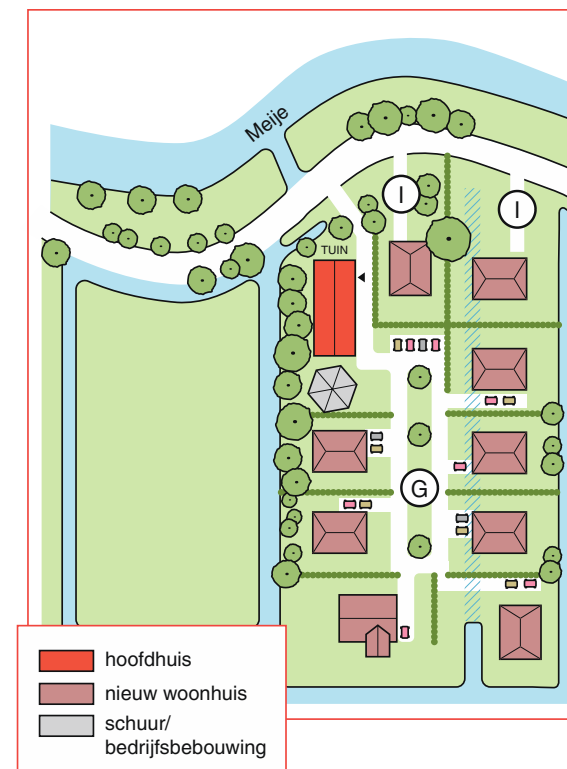 Meije
I
I
TUIN
G
hoofdhuis
nieuw woonhuis
schuur/
bedrijfsbebouwing